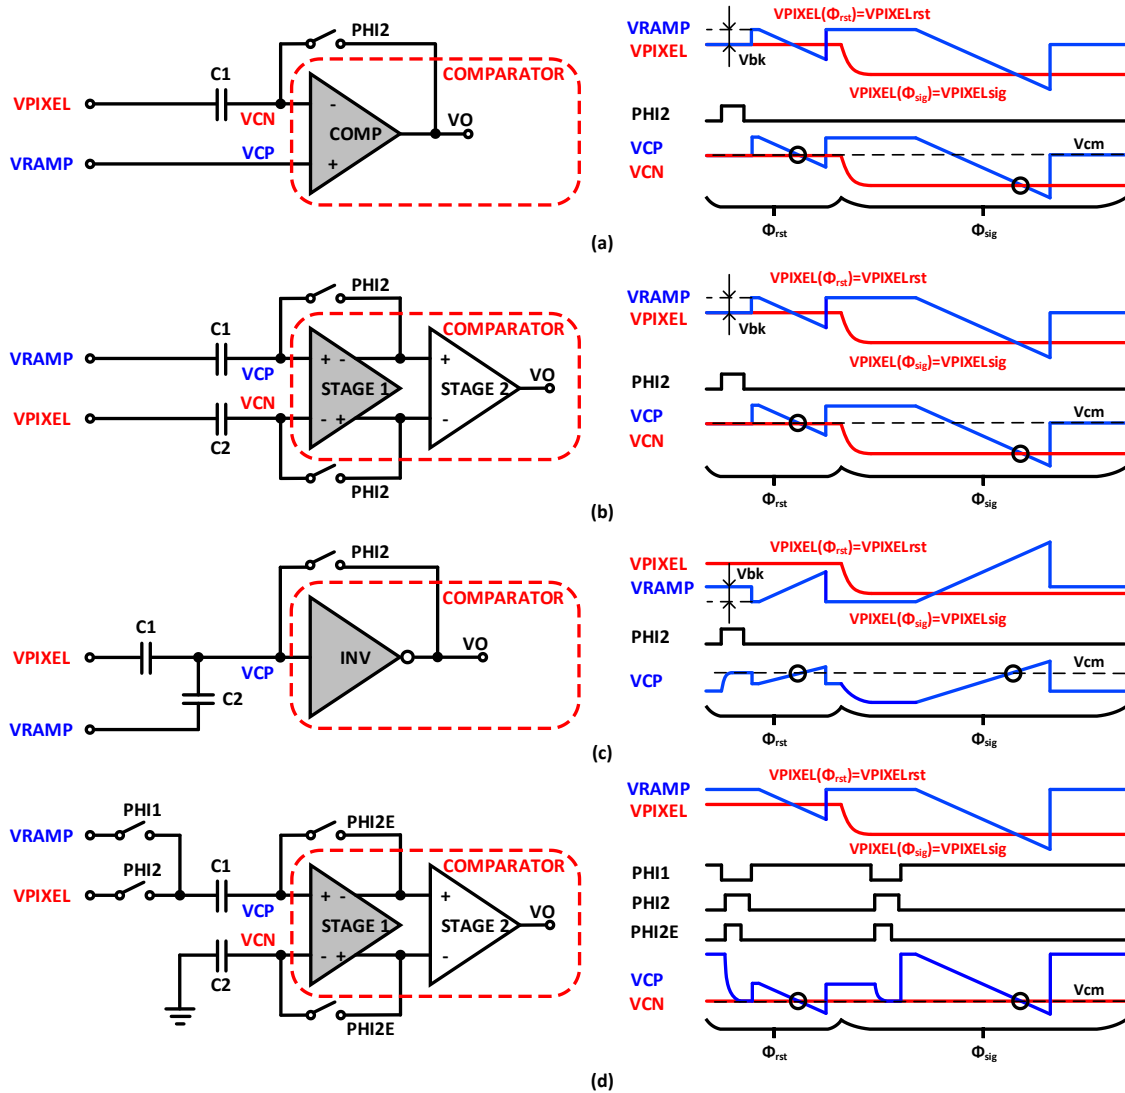 PHI2
COMPARATOR
C1
VPIXEL
VCN
-
COMP
VO
VCP
+
VRAMP
VRAMP
VPIXEL(Φrst)=VPIXELrst
VPIXEL
Vbk
VPIXEL(Φsig)=VPIXELsig
PHI2
VCP
Vcm
VCN
Φrst
Φsig
(a)
PHI2
COMPARATOR
C1
VRAMP
+ -
+
VCP
VCN
STAGE 1
STAGE 2
VO
VPIXEL
- +
-
C2
PHI2
VPIXEL(Φrst)=VPIXELrst
VRAMP
VPIXEL
Vbk
VPIXEL(Φsig)=VPIXELsig
PHI2
VCP
Vcm
VCN
Φrst
Φsig
(b)
PHI2
COMPARATOR
C1
VPIXEL
VCP
INV
VO
C2
VRAMP
VPIXEL(Φrst)=VPIXELrst
VPIXEL
Vbk
VRAMP
VPIXEL(Φsig)=VPIXELsig
PHI2
Vcm
VCP
Φrst
Φsig
(c)
PHI1
VRAMP
PHI2E
COMPARATOR
PHI2
C1
VPIXEL
+ -
+
VCP
VCN
STAGE 1
STAGE 2
VO
- +
-
C2
PHI2E
VPIXEL(Φrst)=VPIXELrst
VRAMP
VPIXEL
VPIXEL(Φsig)=VPIXELsig
PHI1
PHI2
PHI2E
VCP
Vcm
VCN
Φrst
Φsig
(d)